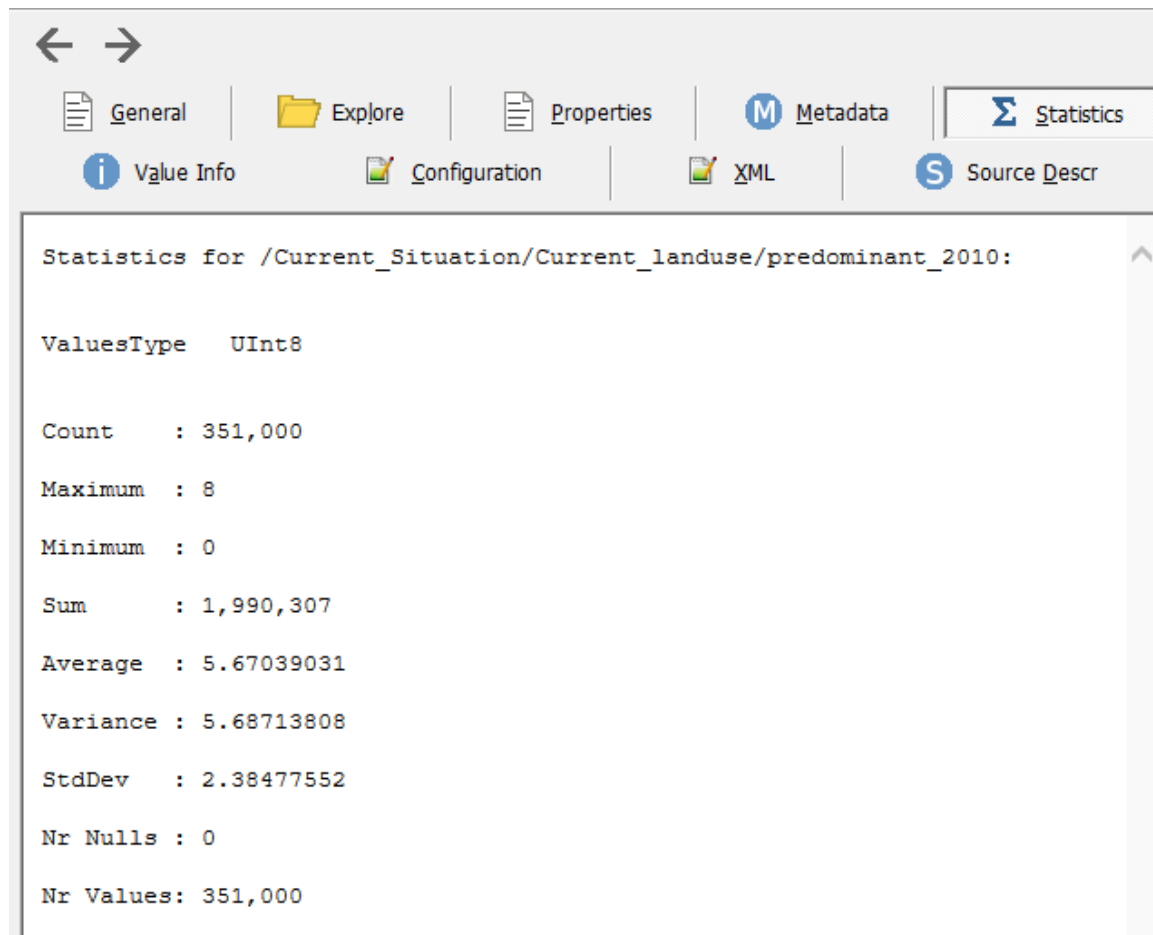 General Explore Properties M Metadata Σ Statistics
i Value Info Configuration XML S Source Descr
Statistics for /Current_Situation/Current_landuse/predominant_2010:
ValuesType UInt8
Count : 351,000
Maximum : 8
Minimum : 0
Sum : 1,990,307
Average : 5.67039031
Variance : 5.68713808
StdDev : 2.38477552
Nr Nulls : 0
Nr Values: 351,000